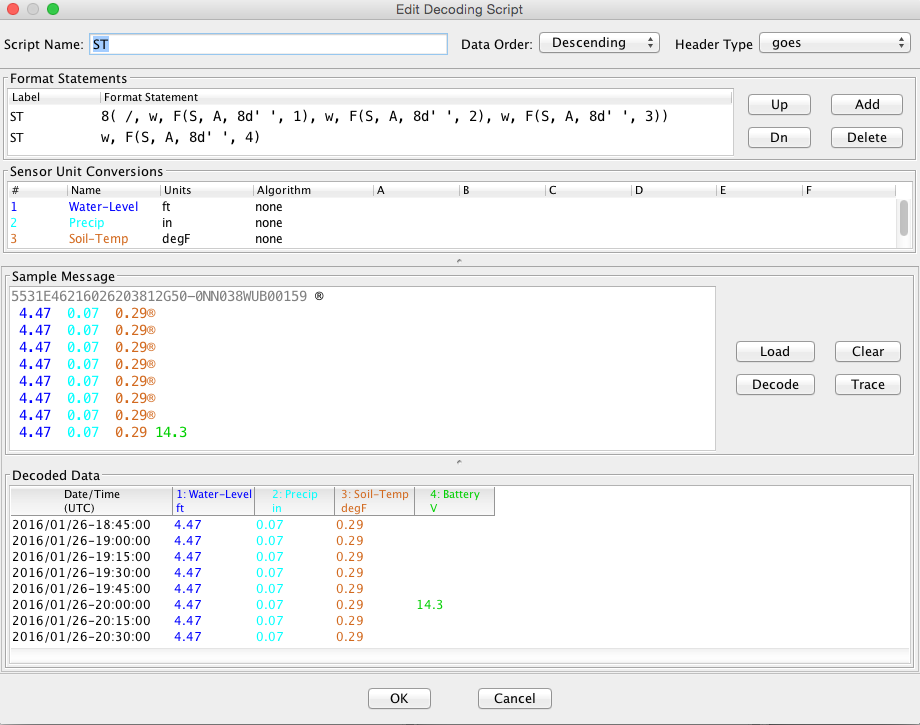 Edit Decoding Script
Script Name: ST Data Order: Descending Header Type goes
Format Statements
Label Format Statement
ST 8( /, w, F(S, A, 8d' ', 1), w, F(S, A, 8d' ', 2), w, F(S, A, 8d' ', 3))
ST w, F(S, A, 8d' ', 4)
Up Add
Dn Delete
Sensor Unit Conversions
# Name Units Algorithm A B C D E F
1 Water-Level ft none
2 Precip in none
3 Soil-Temp degF none
Sample Message
5531E46216026203812G50-0NN038WUB00159 ®
4.47 0.07 0.29®
4.47 0.07 0.29®
4.47 0.07 0.29®
4.47 0.07 0.29®
4.47 0.07 0.29®
4.47 0.07 0.29®
4.47 0.07 0.29®
4.47 0.07 0.29 14.3
Load Clear
Decode Trace
Decoded Data
Date/Time 1: Water-Level 2: Precip 3: Soil-Temp 4: Battery
(UTC) ft in degF V
2016/01/26-18:45:00 4.47 0.07 0.29
2016/01/26-19:00:00 4.47 0.07 0.29
2016/01/26-19:15:00 4.47 0.07 0.29
2016/01/26-19:30:00 4.47 0.07 0.29
2016/01/26-19:45:00 4.47 0.07 0.29
2016/01/26-20:00:00 4.47 0.07 0.29 14.3
2016/01/26-20:15:00 4.47 0.07 0.29
2016/01/26-20:30:00 4.47 0.07 0.29
OK Cancel